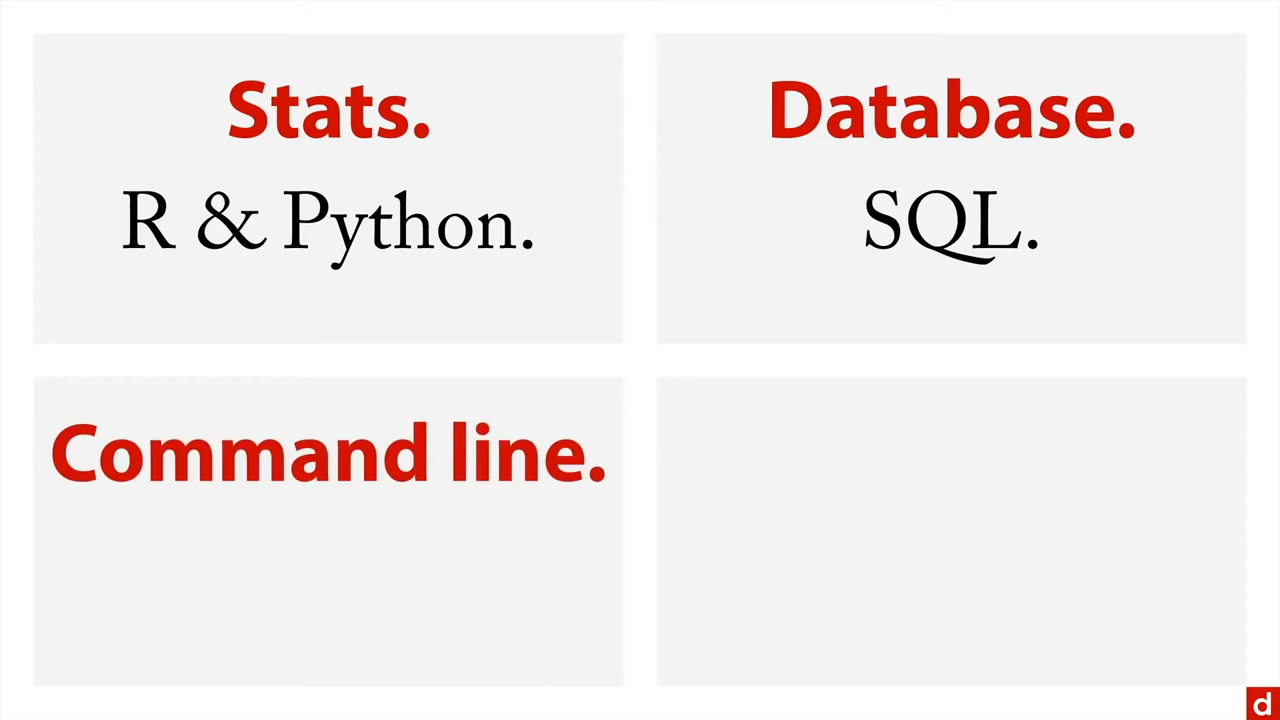 Stats.
R & Python.
Database.
SQL.
Command line.
d